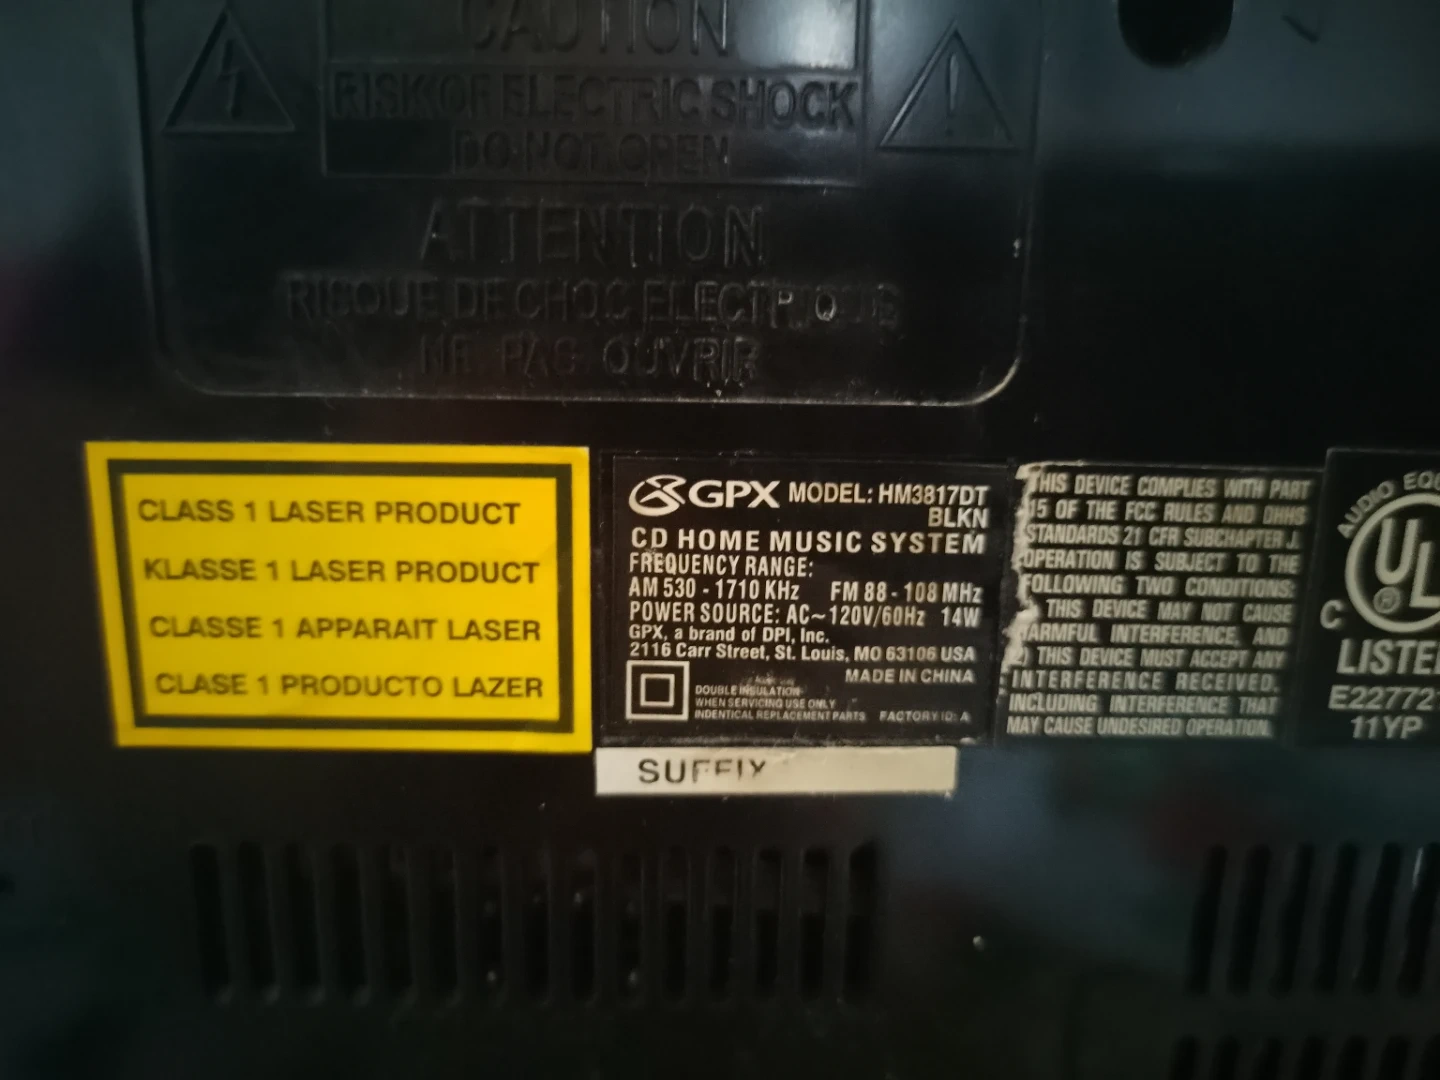 CAUTION
RISK OF ELECTRIC SHOCK
DO NOT OPEN
ATTENTION
RISQUE DE CHOC ELECTRIQUE
NE PAS OUVRIR
CLASS 1 LASER PRODUCT
KLASSE 1 LASER PRODUCT
CLASSE 1 APPARAIT LASER
CLASE 1 PRODUCTO LAZER
GPX MODEL: HM3817DT
BLKN
CD HOME MUSIC SYSTEM
FREQUENCY RANGE:
AM 530 - 1710 KHz FM 88 - 108 MHz
POWER SOURCE: AC~120V/60Hz 14W
GPX, a brand of DPI, Inc.
2116 Carr Street, St. Louis, MO 63106 USA
MADE IN CHINA
DOUBLE INSULATION
WHEN SERVICING USE ONLY
INDENTICAL REPLACEMENT PARTS FACTORY ID: A
SUFFIX
THIS DEVICE COMPLIES WITH PART
15 OF THE FCC RULES AND DHHS
STANDARDS 21 CFR SUBCHAPTER J.
OPERATION IS SUBJECT TO THE
FOLLOWING TWO CONDITIONS:
THIS DEVICE MAY NOT CAUSE
HARMFUL INTERFERENCE, AND
2) THIS DEVICE MUST ACCEPT ANY
INTERFERENCE RECEIVED,
INCLUDING INTERFERENCE THAT
MAY CAUSE UNDESIRED OPERATION.
AUDIO EQU
UL
®
C
LISTE
E22772
11YP